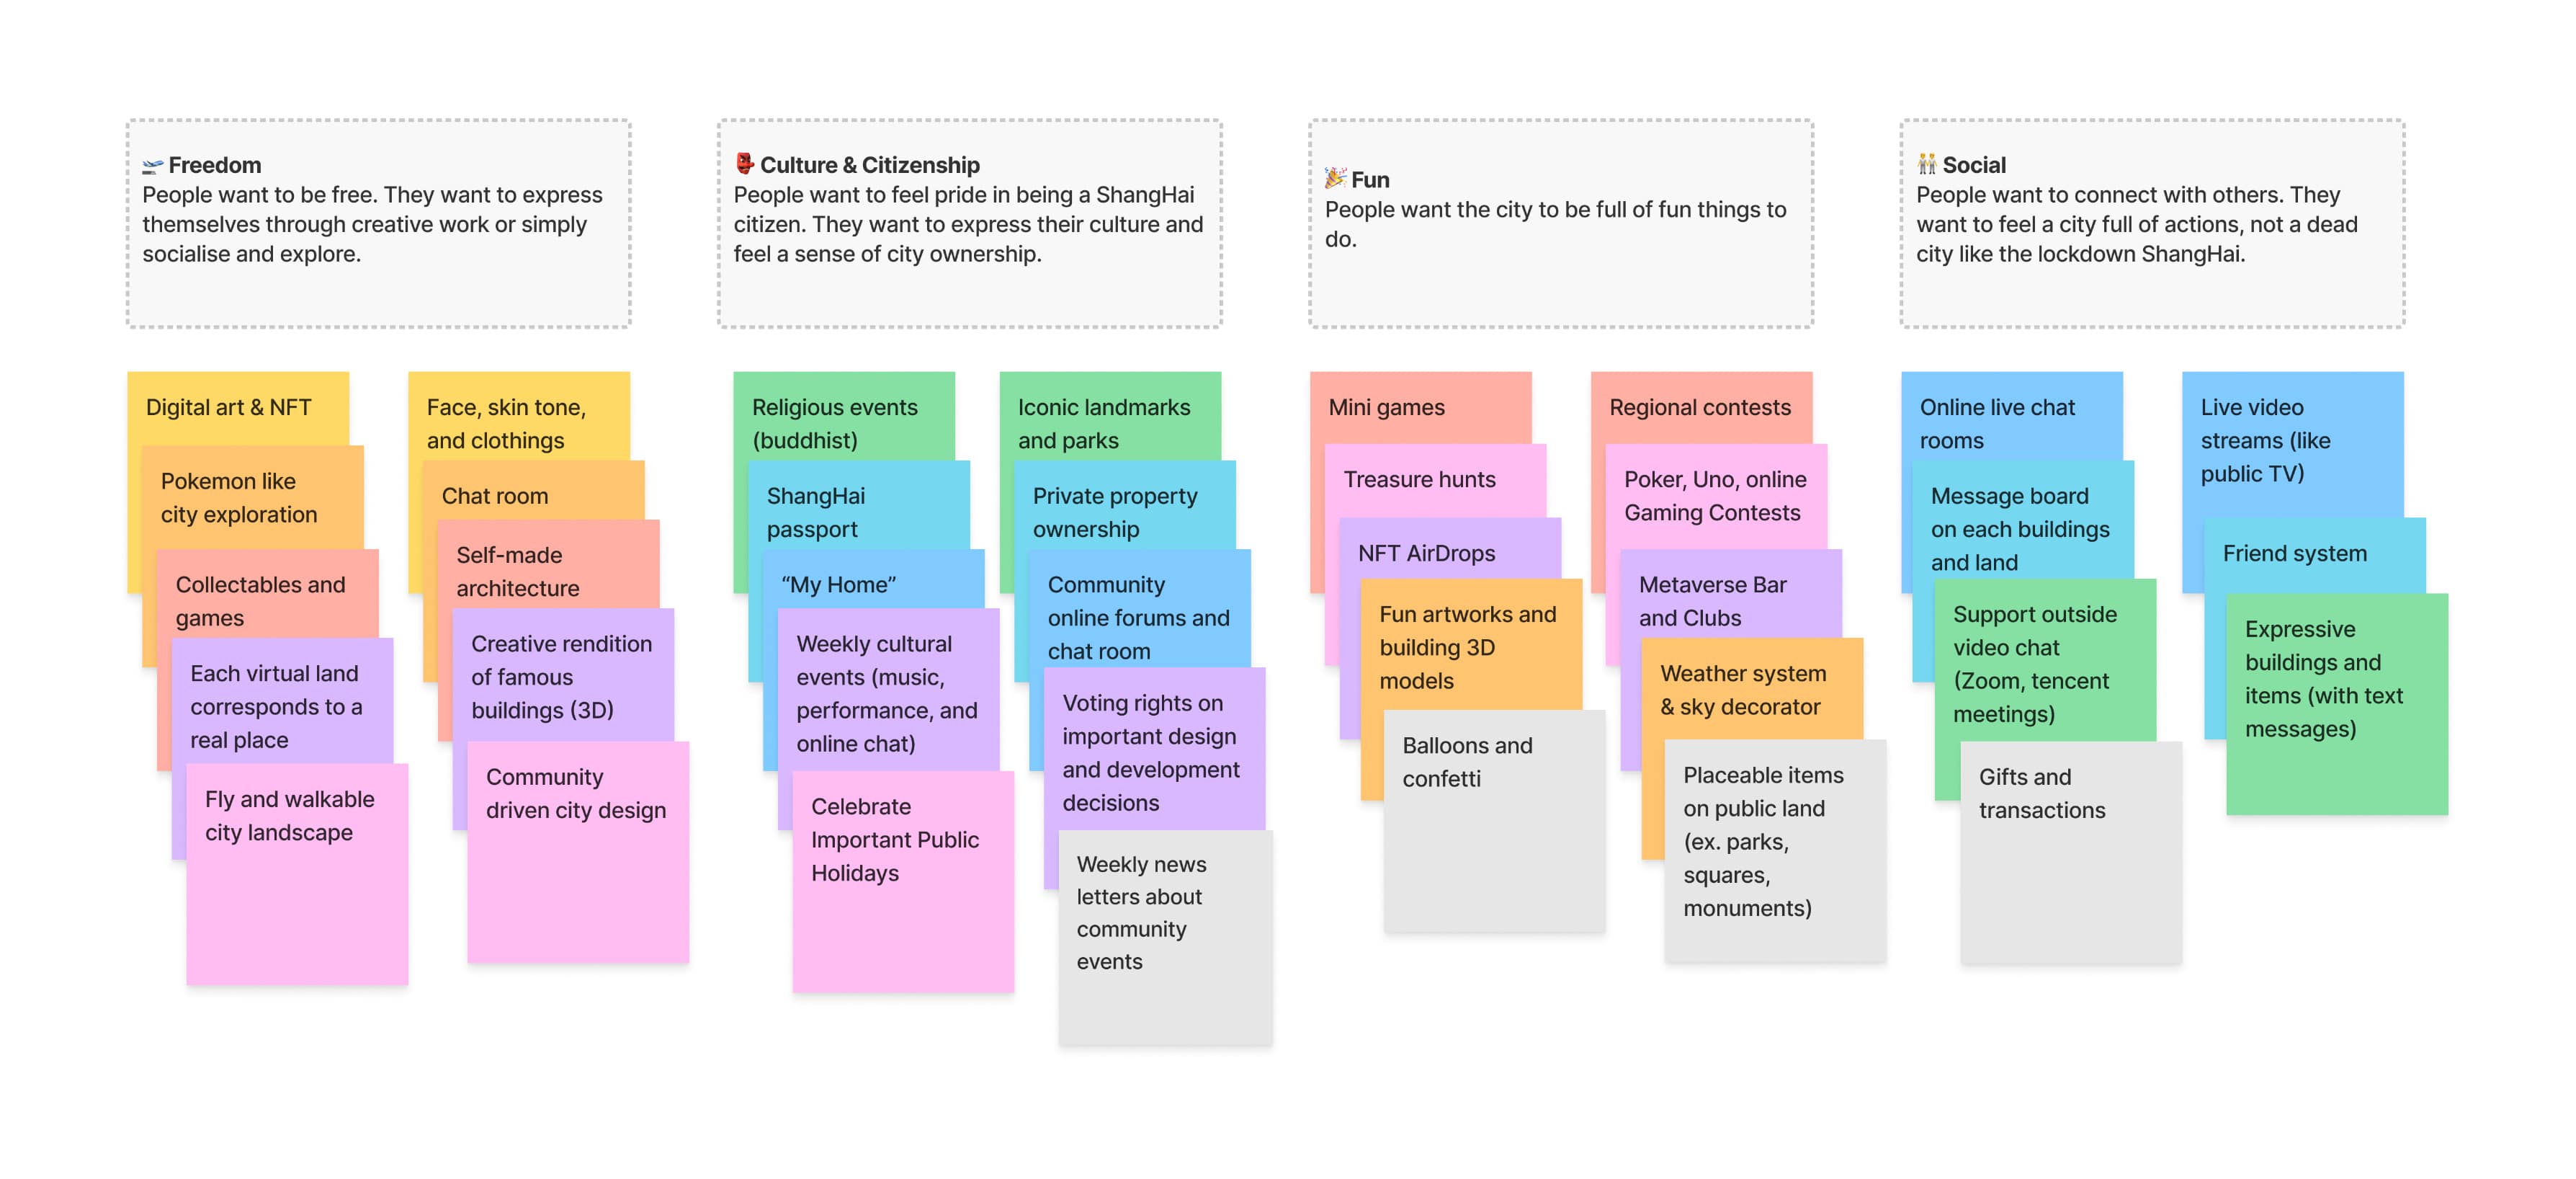 Freedom
People want to be free. They want to express
themselves through creative work or simply
socialise and explore.
Culture & Citizenship
People want to feel pride in being a ShangHai
citizen. They want to express their culture and
feel a sense of city ownership.
Fun
People want the city to be full of fun things to
do.
Social
People want to connect with others. They
want to feel a city full of actions, not a dead
city like the lockdown ShangHai.
Digital art & NFT
Pokemon like
city exploration
Collectables and
games
Each virtual land
corresponds to a
real place
Fly and walkable
city landscape
Face, skin tone,
and clothings
Chat room
Self-made
architecture
Creative rendition
of famous
buildings (3D)
Community
driven city design
Religious events
(buddhist)
ShangHai
passport
“My Home”
Weekly cultural
events (music,
performance, and
online chat)
Celebrate
Important Public
Holidays
Iconic landmarks
and parks
Private property
ownership
Community
online forums and
chat room
Voting rights on
important design
and development
decisions
Weekly news
letters about
community
events
Mini games
Treasure hunts
NFT AirDrops
Fun artworks and
building 3D
models
Balloons and
confetti
Regional contests
Poker, Uno, online
Gaming Contests
Metaverse Bar
and Clubs
Weather system
& sky decorator
Placeable items
on public land
(ex. parks,
squares,
monuments)
Online live chat
rooms
Message board
on each buildings
and land
Support outside
video chat
(Zoom, tencent
meetings)
Gifts and
transactions
Live video
streams (like
public TV)
Friend system
Expressive
buildings and
items (with text
messages)